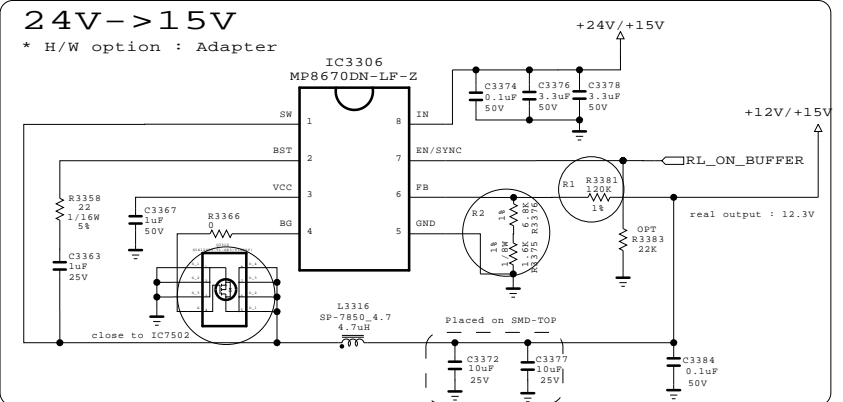 24V->15V
* H/W option : Adapter
+24V/+15V
IC3306
MP8670DN-LF-Z
C3374
0.1uF
50V
C3376
3.3uF
50V
C3378
3.3uF
50V
+12V/+15V
SW
1
8
IN
BST
2
7
EN/SYNC
RL_ON_BUFFER
VCC
3
6
FB
BG
4
5
GND
R3358
22
1/16W
5%
C3367
1uF
50V
R3366
0
R2
1%
6.8K
R3376
1%
1/8W
1.6K
R3375
R1
R3381
120K
1%
real output : 12.3V
OPT
R3383
22K
C3363
1uF
25V
close to IC7502
L3316
SP-7850_4.7
4.7uH
Placed on SMD-TOP
C3372
10uF
25V
C3377
10uF
25V
C3384
0.1uF
50V